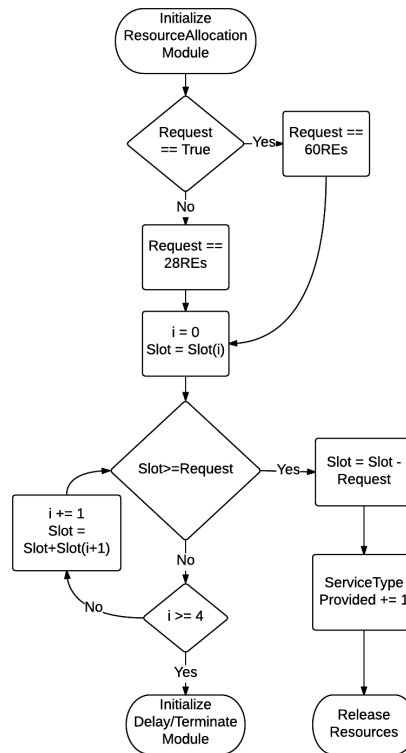 Initialize
ResourceAllocation
Module
Request
== True
Yes
Request ==
60REs
No
Request ==
28REs
i = 0
Slot = Slot(i)
Slot>=Request
Yes
Slot = Slot -
Request
i += 1
Slot =
Slot+Slot(i+1)
No
ServiceType
Provided += 1
i >= 4
No
Yes
Initialize
Delay/Terminate
Module
Release
Resources